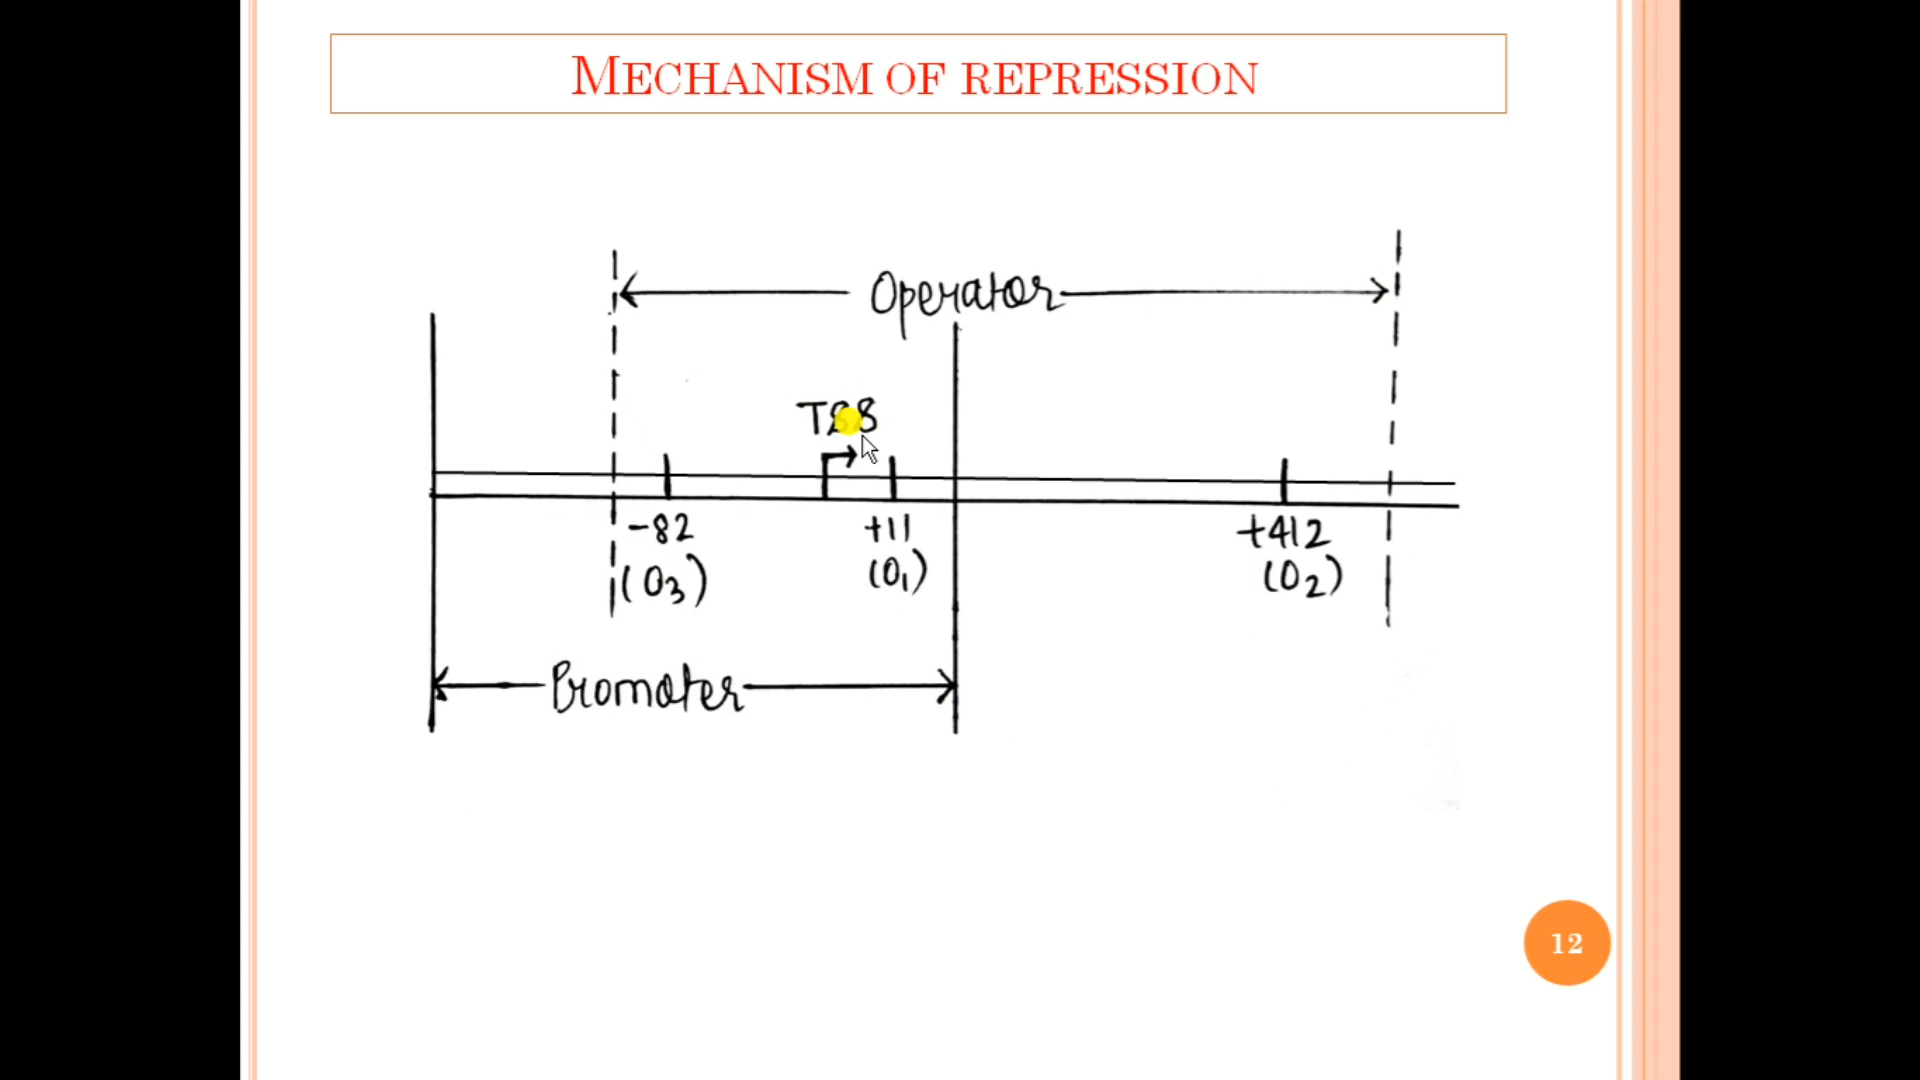 MECHANISM OF REPRESSION
Operator
TSS
-82 +11 +412
(O3) (O1) (O2)
Promoter
12